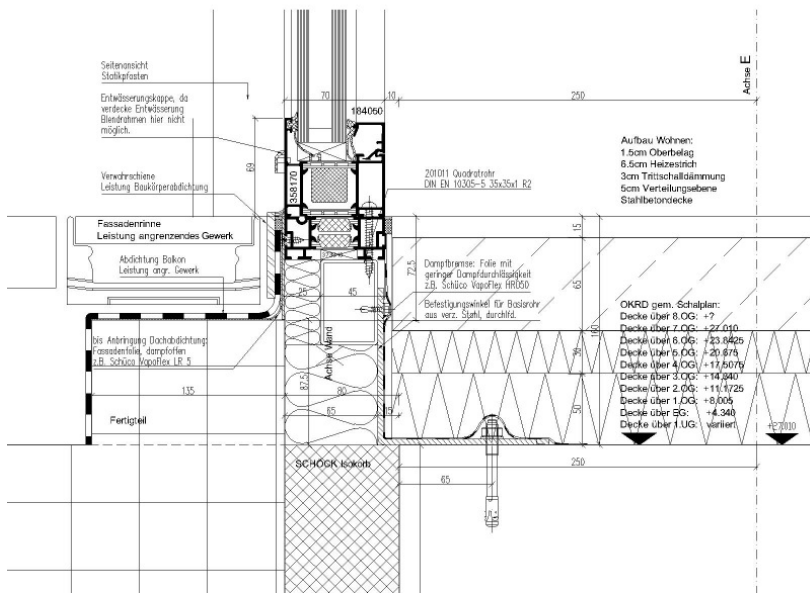 Seitenansicht
Statikpfosten
Entwässerungskappe, da
verdecke Entwässerung
Blendrahmen hier nicht
möglich.
Verwahrschiene
Leistung Baukörperabdichtung
Fassadenrinne
Leistung angrenzendes Gewerk
Abdichtung Balkon
Leistung angr. Gewerk
bis Anbringung Dachabdichtung:
Fassadenfolie, dampfoffen
z.B. Schüco VapoFlex LR 5
135
Fertigteil
69
70
10
250
184050
358170
201011 Quadratrohr
DIN EN 10305-5 35x35x1 R2
72.5
Dampfbremse: Folie mit
geringer Dampfdurchlässigkeit
z.B. Schüco VapoFlex HRD50
Befestigungswinkel für Basisrohr
aus verz. Stahl, durchlfd.
25
45
Achse Wand
87.5
80
65
15
SCHÖCK Isokorb
65
250
Achse E
Aufbau Wohnen:
1.5cm Oberbelag
6.5cm Heizestrich
3cm Trittschalldämmung
5cm Verteilungsebene
Stahlbetondecke
15
65
160
30
50
OKRD gem. Schalplan:
Decke über 8.OG: +?
Decke über 7.OG: +27.010
Decke über 6.OG: +23.8425
Decke über 5.OG: +20.675
Decke über 4.OG: +17.5075
Decke über 3.OG: +14.340
Decke über 2.OG: +11.1725
Decke über 1.OG: +8.005
Decke über EG: +4.340
Decke über 1.UG: variiert
+27.010